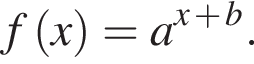 f (x) = a^{x + b}.